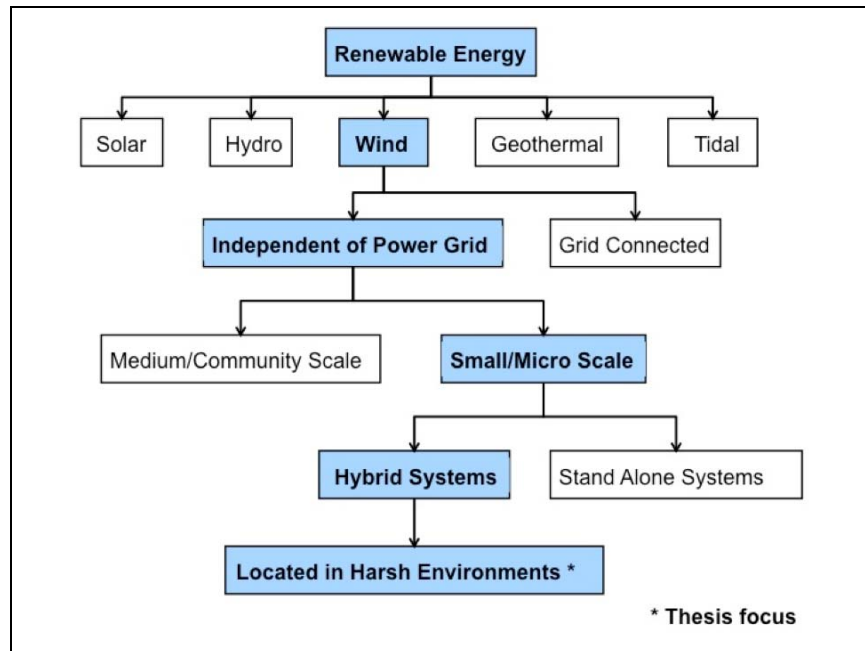 Renewable Energy
Solar
Hydro
Wind
Geothermal
Tidal
Independent of Power Grid
Grid Connected
Medium/Community Scale
Small/Micro Scale
Hybrid Systems
Stand Alone Systems
Located in Harsh Environments *
* Thesis focus